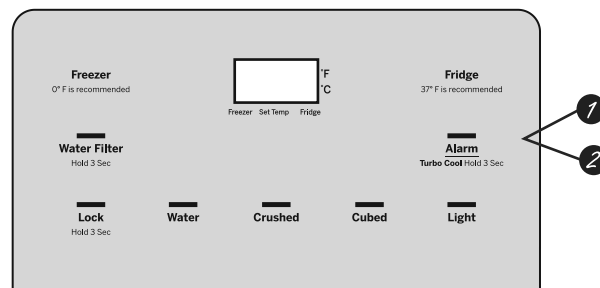 Freezer
0° F is recommended
°F
°C
Freezer Set Temp Fridge
Fridge
37° F is recommended
Water Filter
Hold 3 Sec
Alarm
Turbo Cool Hold 3 Sec
1
2
Lock
Hold 3 Sec
Water
Crushed
Cubed
Light